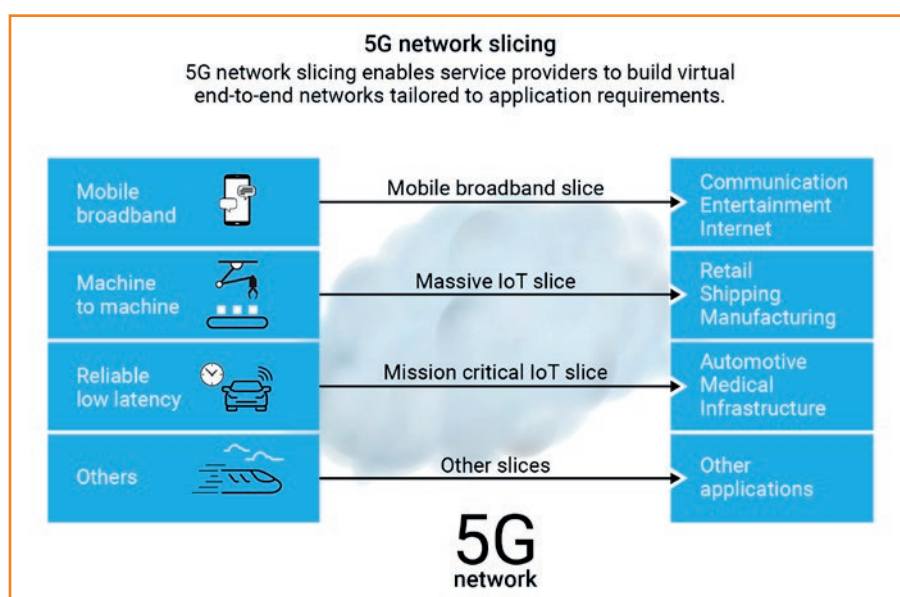 5G network slicing
5G network slicing enables service providers to build virtual
end-to-end networks tailored to application requirements.
Mobile
broadband
Mobile broadband slice
Communication
Entertainment
Internet
Machine
to machine
Massive IoT slice
Retail
Shipping
Manufacturing
Reliable
low latency
Mission critical IoT slice
Automotive
Medical
Infrastructure
Others
Other slices
Other
applications
5G
network